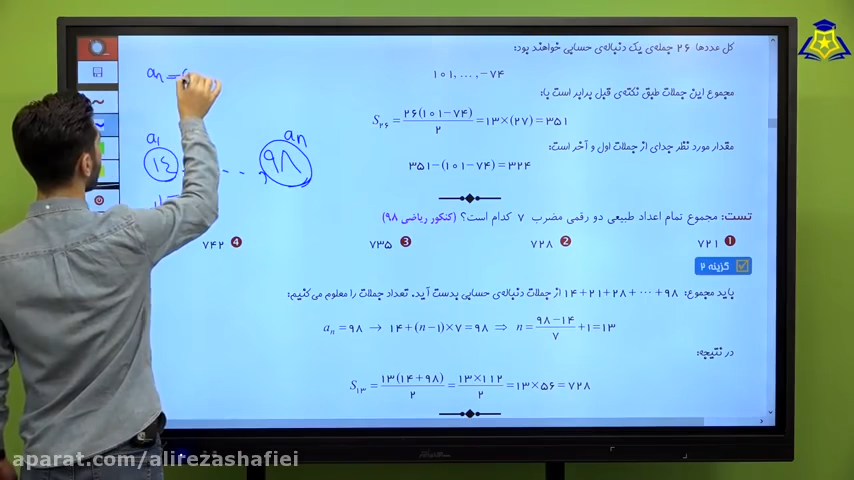 کل عددها ۲۶ جمله‌ی یک دنباله‌ی حسابی خواهند بود:
۱۰۱,...,−۷۴
مجموع این جملات طبق نکته‌ی قبل برابر است با:
S۲۶ = ۲۶(۱۰۱−۷۴)/۲ = ۱۳×(۲۷) = ۳۵۱
مقدار مورد نظر جدای از جملات اول و آخر است:
۳۵۱−(۱۰۱−۷۴)=۳۲۴
تست: مجموع تمام اعداد طبیعی دو رقمی مضرب ۷ کدام است؟ (کنکور ریاضی ۹۸)
۱ ۷۲۱
۲ ۷۲۸
۳ ۷۳۵
۴ ۷۴۲
گزینه ۲
باید مجموع: ۱۴+۲۱+۲۸+⋯+۹۸ از جملات دنباله‌ی حسابی بدست آید، تعداد جملات را معلوم می‌کنیم:
an = ۹۸ → ۱۴+(n−۱)×۷ = ۹۸ ⇒ n = (۹۸−۱۴)/۷ + ۱ = ۱۳
در نتیجه:
S۱۳ = ۱۳(۱۴+۹۸)/۲ = ۱۳×۱۱۲/۲ = ۱۳×۵۶ = ۷۲۸
an =
a1 an
۱۴ ... , ۹۸
aparat.com/alirezashafiei